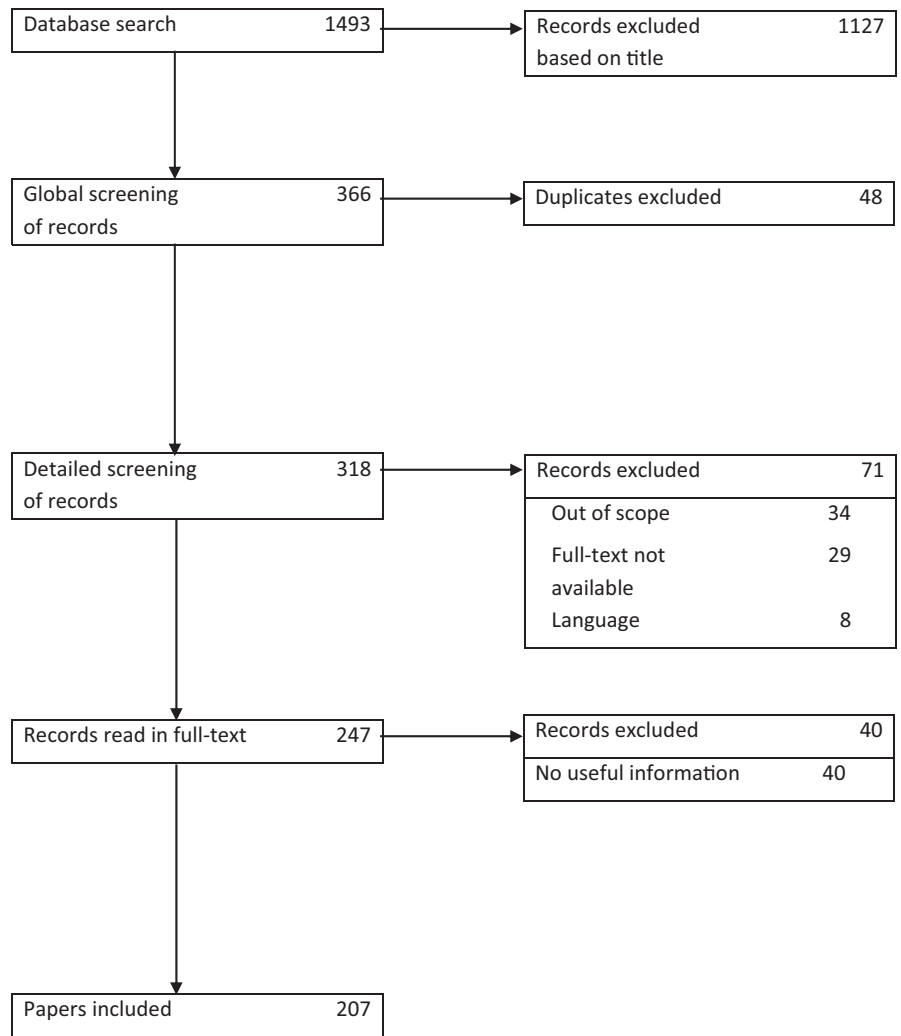 Database search 1493
Records excluded 1127
based on title
Global screening 366
of records
Duplicates excluded 48
Detailed screening 318
of records
Records excluded 71
Out of scope 34
Full-text not 29
available
Language 8
Records read in full-text 247
Records excluded 40
No useful information 40
Papers included 207